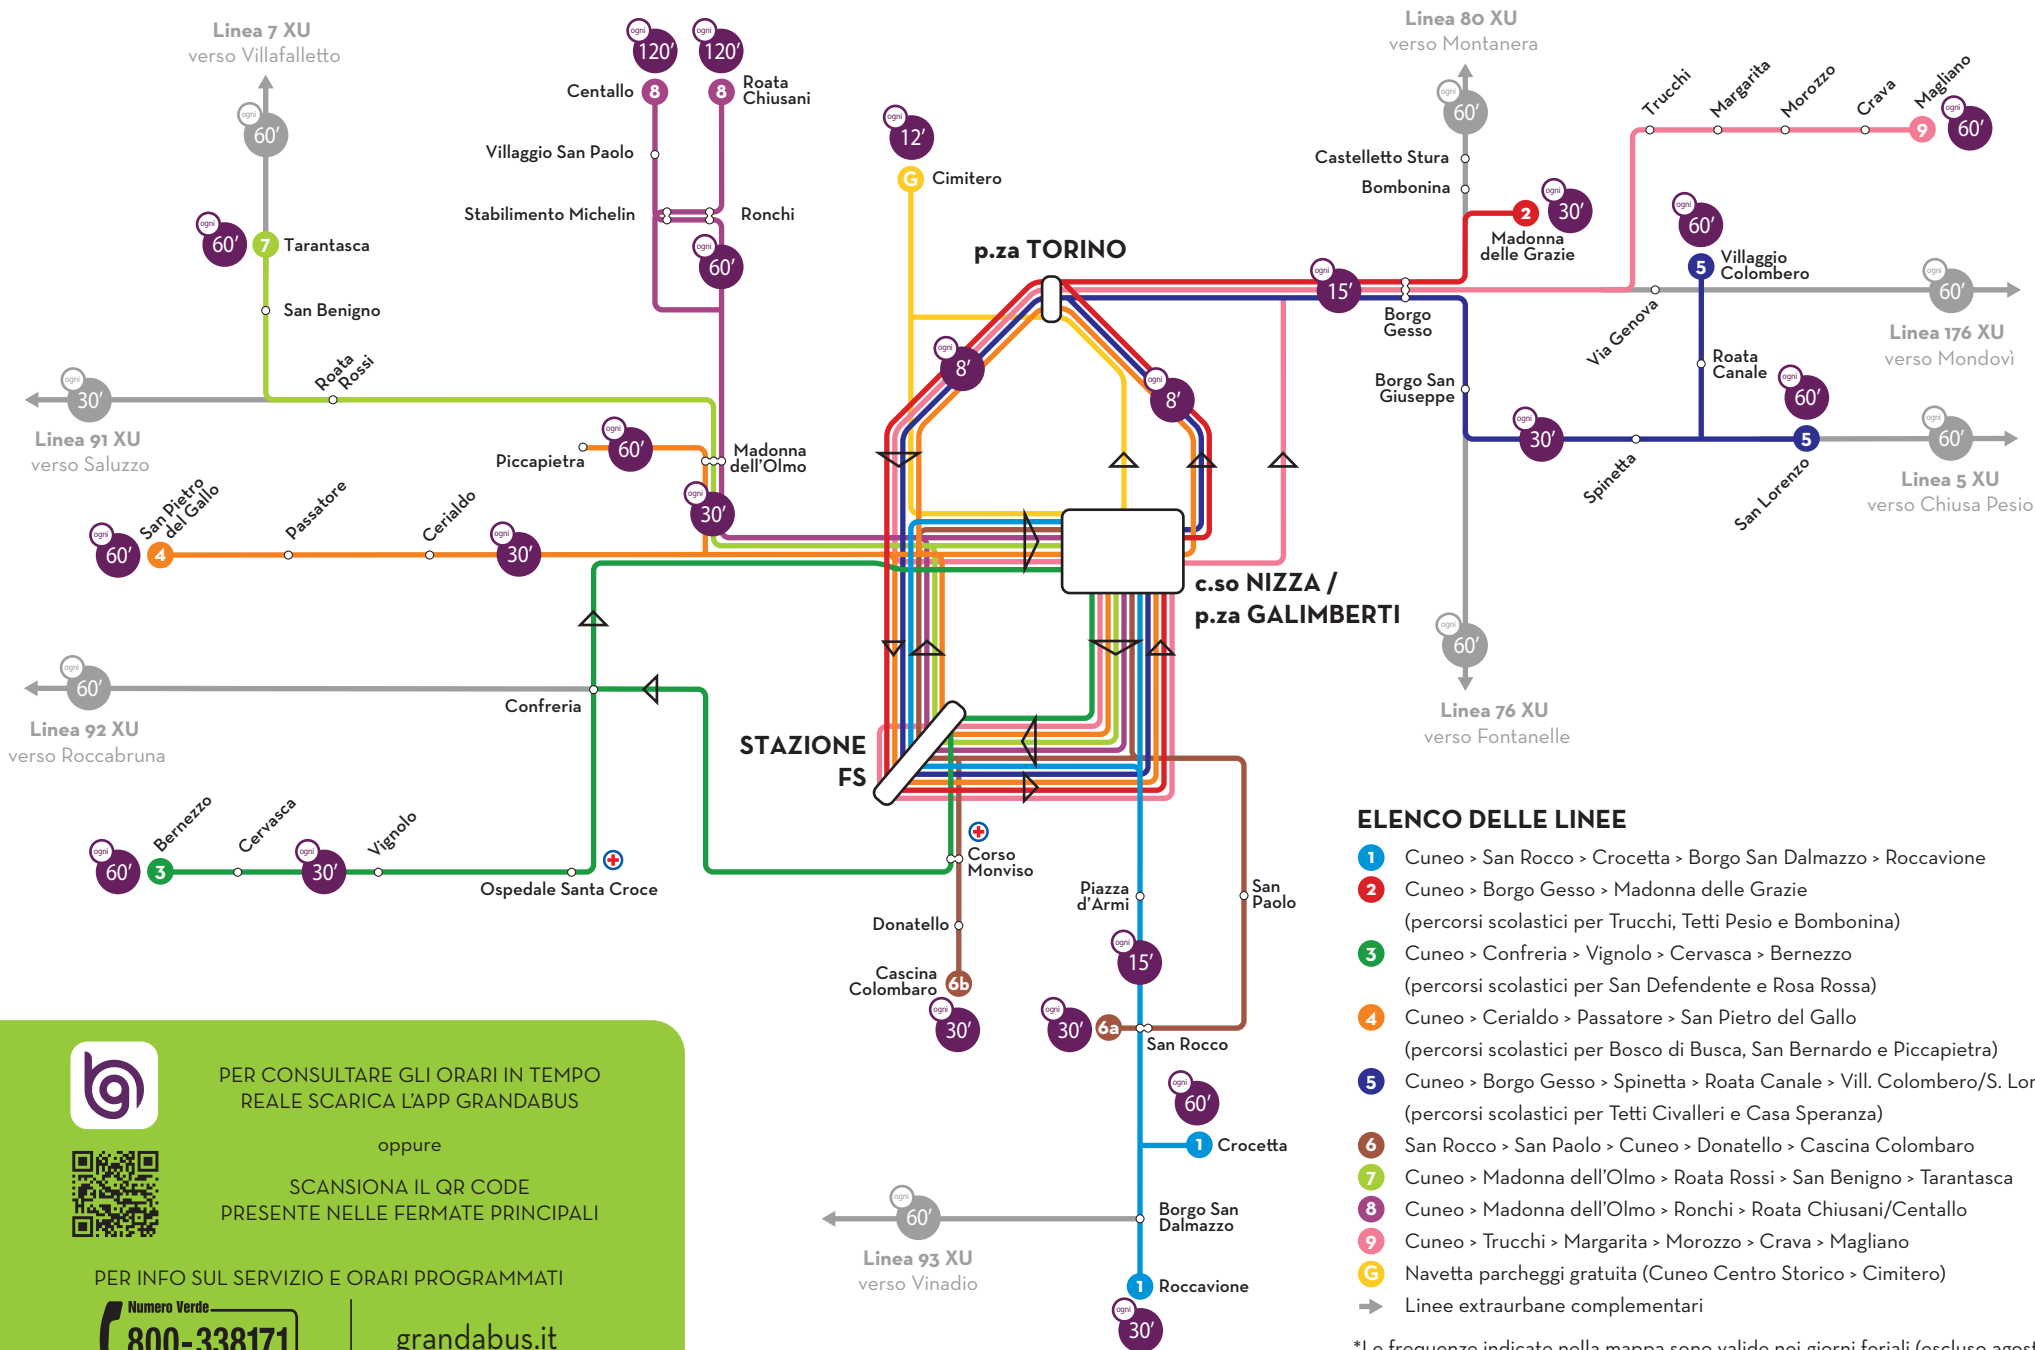 Linea 7 XU
verso Villafalletto
ogni
60'
ogni
60'
7
Tarantasca
San Benigno
Roata
Rossi
ogni
30'
Linea 91 XU
verso Saluzzo
ogni
120'
ogni
120'
Centallo
8
8
Roata
Chiusani
Villaggio San Paolo
Stabilimento Michelin
Ronchi
ogni
60'
ogni
12'
G
Cimitero
p.za TORINO
ogni
8'
ogni
8'
Linea 80 XU
verso Montanera
ogni
60'
Castelletto Stura
Bombonina
2
ogni
30'
Madonna
delle Grazie
ogni
15'
Borgo
Gesso
Trucchi
Margarita
Morozzo
Crava
Magliano
9
ogni
60'
ogni
60'
5
Villaggio
Colombero
Via Genova
ogni
60'
Linea 176 XU
verso Mondovì
Roata
Canale
Borgo San
Giuseppe
ogni
30'
Spinetta
ogni
60'
5
San Lorenzo
ogni
60'
Linea 5 XU
verso Chiusa Pesio
ogni
60'
Linea 76 XU
verso Fontanelle
Piccapietra
ogni
60'
Madonna
dell'Olmo
ogni
30'
ogni
60'
4
San Pietro
del Gallo
Passatore
Cerialdo
ogni
30'
c.so NIZZA /
p.za GALIMBERTI
ogni
60'
Linea 92 XU
verso Roccabruna
Confreria
STAZIONE
FS
ogni
60'
3
Bernezzo
Cervasca
ogni
30'
Vignolo
Ospedale Santa Croce
Corso
Monviso
Donatello
Cascina
Colombaro
6b
ogni
30'
Piazza
d'Armi
San
Paolo
ogni
15'
ogni
30'
6a
San Rocco
ogni
60'
1
Crocetta
ogni
60'
Linea 93 XU
verso Vinadio
Borgo San
Dalmazzo
1
Roccavione
ogni
30'
ELENCO DELLE LINEE
1 Cuneo > San Rocco > Crocetta > Borgo San Dalmazzo > Roccavione
2 Cuneo > Borgo Gesso > Madonna delle Grazie
(percorsi scolastici per Trucchi, Tetti Pesio e Bombonina)
3 Cuneo > Confreria > Vignolo > Cervasca > Bernezzo
(percorsi scolastici per San Defendente e Rosa Rossa)
4 Cuneo > Cerialdo > Passatore > San Pietro del Gallo
(percorsi scolastici per Bosco di Busca, San Bernardo e Piccapietra)
5 Cuneo > Borgo Gesso > Spinetta > Roata Canale > Vill. Colombero/S. Lor
(percorsi scolastici per Tetti Civalleri e Casa Speranza)
6 San Rocco > San Paolo > Cuneo > Donatello > Cascina Colombaro
7 Cuneo > Madonna dell'Olmo > Roata Rossi > San Benigno > Tarantasca
8 Cuneo > Madonna dell'Olmo > Ronchi > Roata Chiusani/Centallo
9 Cuneo > Trucchi > Margarita > Morozzo > Crava > Magliano
G Navetta parcheggi gratuita (Cuneo Centro Storico > Cimitero)
Linee extraurbane complementari
*Le frequenze indicate nella mappa sono valide nei giorni feriali (escluso agost
PER CONSULTARE GLI ORARI IN TEMPO
REALE SCARICA L'APP GRANDABUS
oppure
SCANSIONA IL QR CODE
PRESENTE NELLE FERMATE PRINCIPALI
PER INFO SUL SERVIZIO E ORARI PROGRAMMATI
Numero Verde
800-338171
grandabus.it